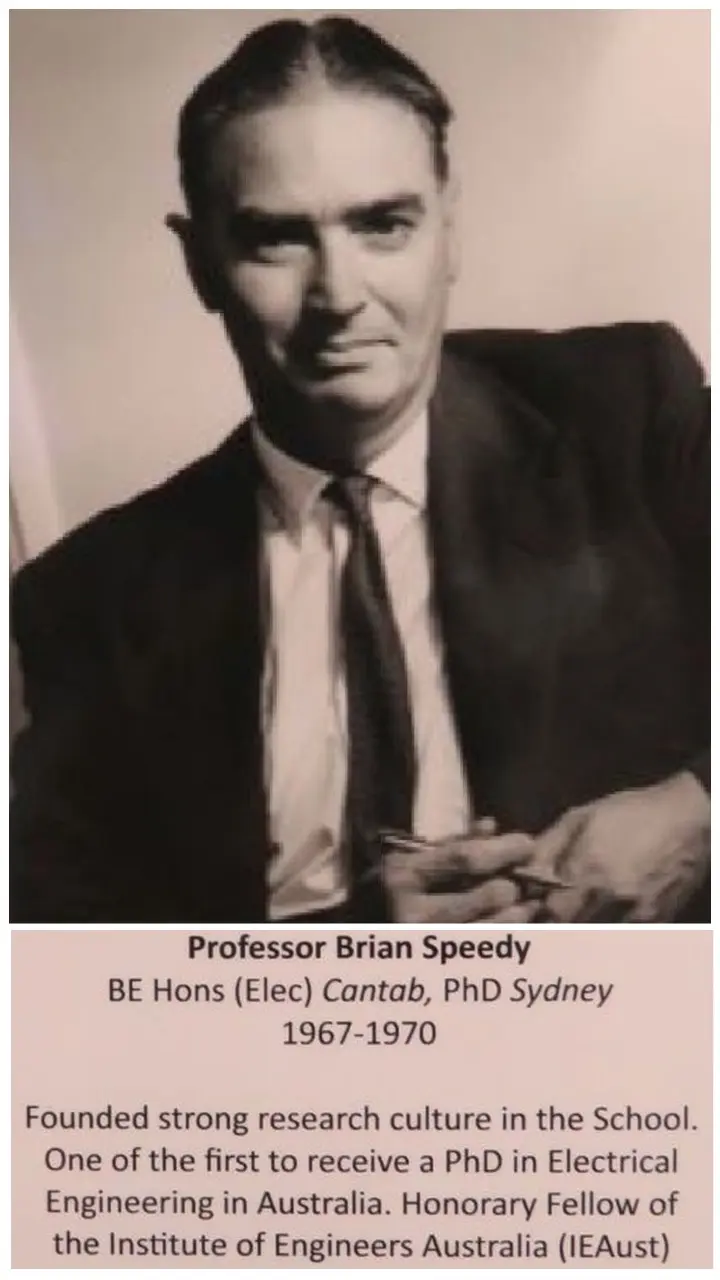 Professor Brian Speedy
BE Hons (Elec) Cantab, PhD Sydney
1967-1970
Founded strong research culture in the School.
One of the first to receive a PhD in Electrical
Engineering in Australia. Honorary Fellow of
the Institute of Engineers Australia (IEAust)